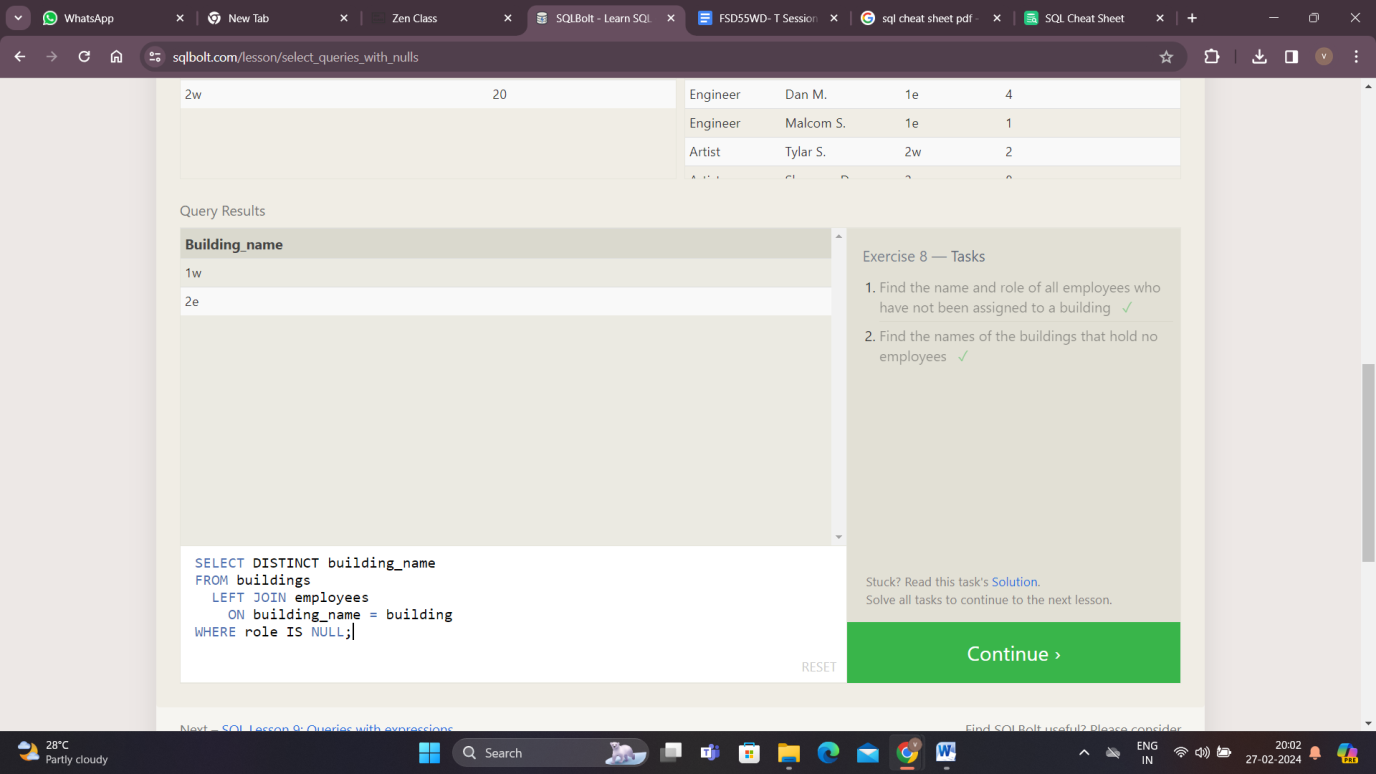 WhatsApp
New Tab
Zen Class
SQLBolt - Learn SQL
FSD55WD- T Session
sql cheat sheet pdf -
SQL Cheat Sheet
sqlbolt.com/lesson/select_queries_with_nulls
V
2w 20
Engineer Dan M. 1e 4
Engineer Malcom S. 1e 1
Artist Tylar S. 2w 2
Query Results
Building_name
1w
2e
Exercise 8 — Tasks
1. Find the name and role of all employees who
have not been assigned to a building ✓
2. Find the names of the buildings that hold no
employees ✓
SELECT DISTINCT building_name
FROM buildings
LEFT JOIN employees
ON building_name = building
WHERE role IS NULL;
RESET
Stuck? Read this task's Solution.
Solve all tasks to continue to the next lesson.
Continue ›
Next – SQL Lesson 9: Queries with expressions
Find SQLBolt useful? Please consider
28°C
Partly cloudy
Search
ENG
IN
20:02
27-02-2024
PRE